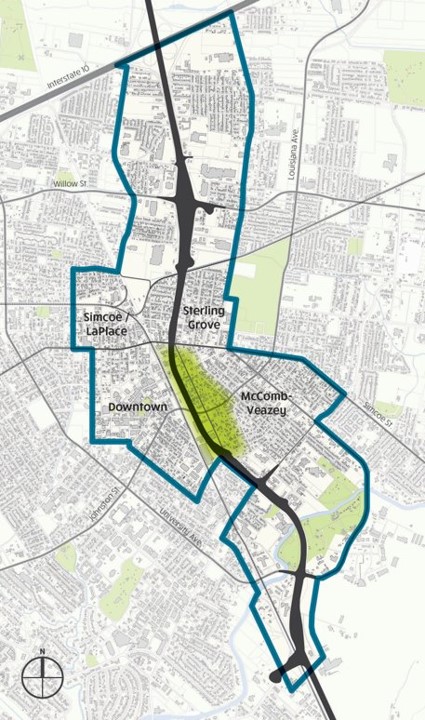 Interstate 10
Louisiana Ave.
Willow St
Simcoe /
LaPlace
Sterling
Grove
Downtown
McComb-
Veazey
Simcoe St
Johnston St
University Ave.
N